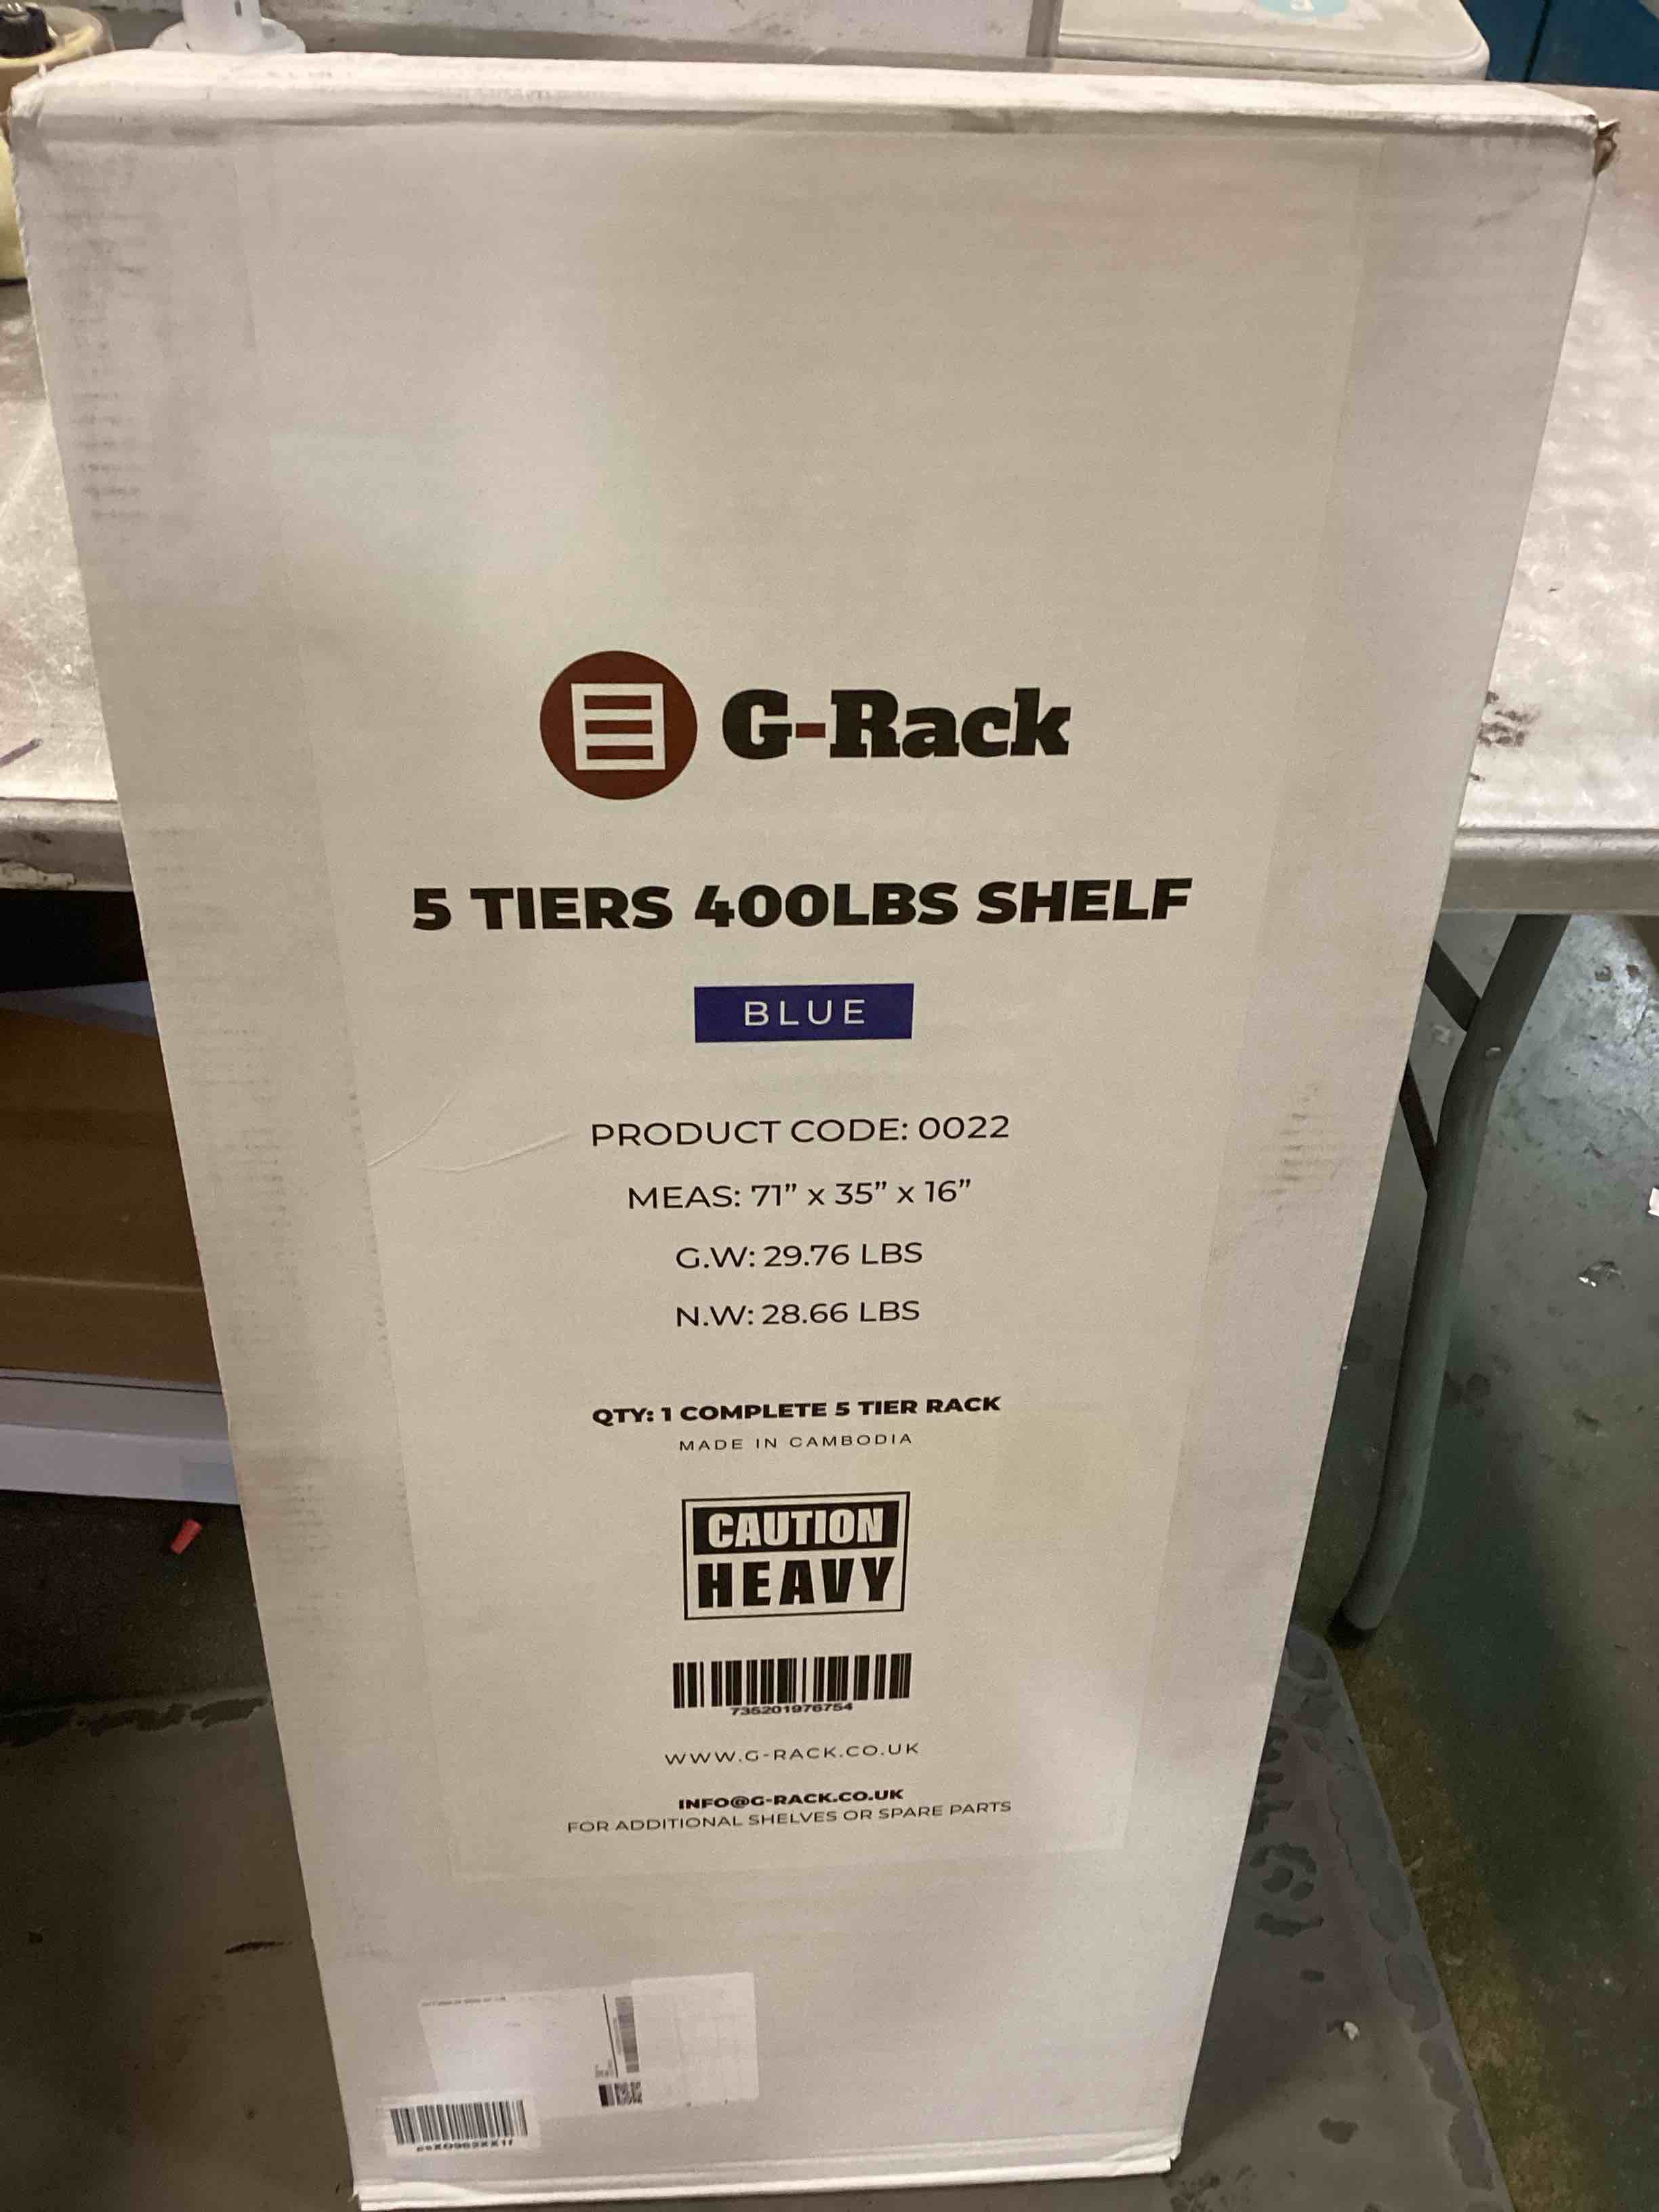 G-Rack
5 TIERS 400LBS SHELF
BLUE
PRODUCT CODE: 0022
MEAS: 71” x 35” x 16”
G.W: 29.76 LBS
N.W: 28.66 LBS
QTY: 1 COMPLETE 5 TIER RACK
MADE IN CAMBODIA
CAUTION
HEAVY
735201976754
WWW.G-RACK.CO.UK
INFO@G-RACK.CO.UK
FOR ADDITIONAL SHELVES OR SPARE PARTS